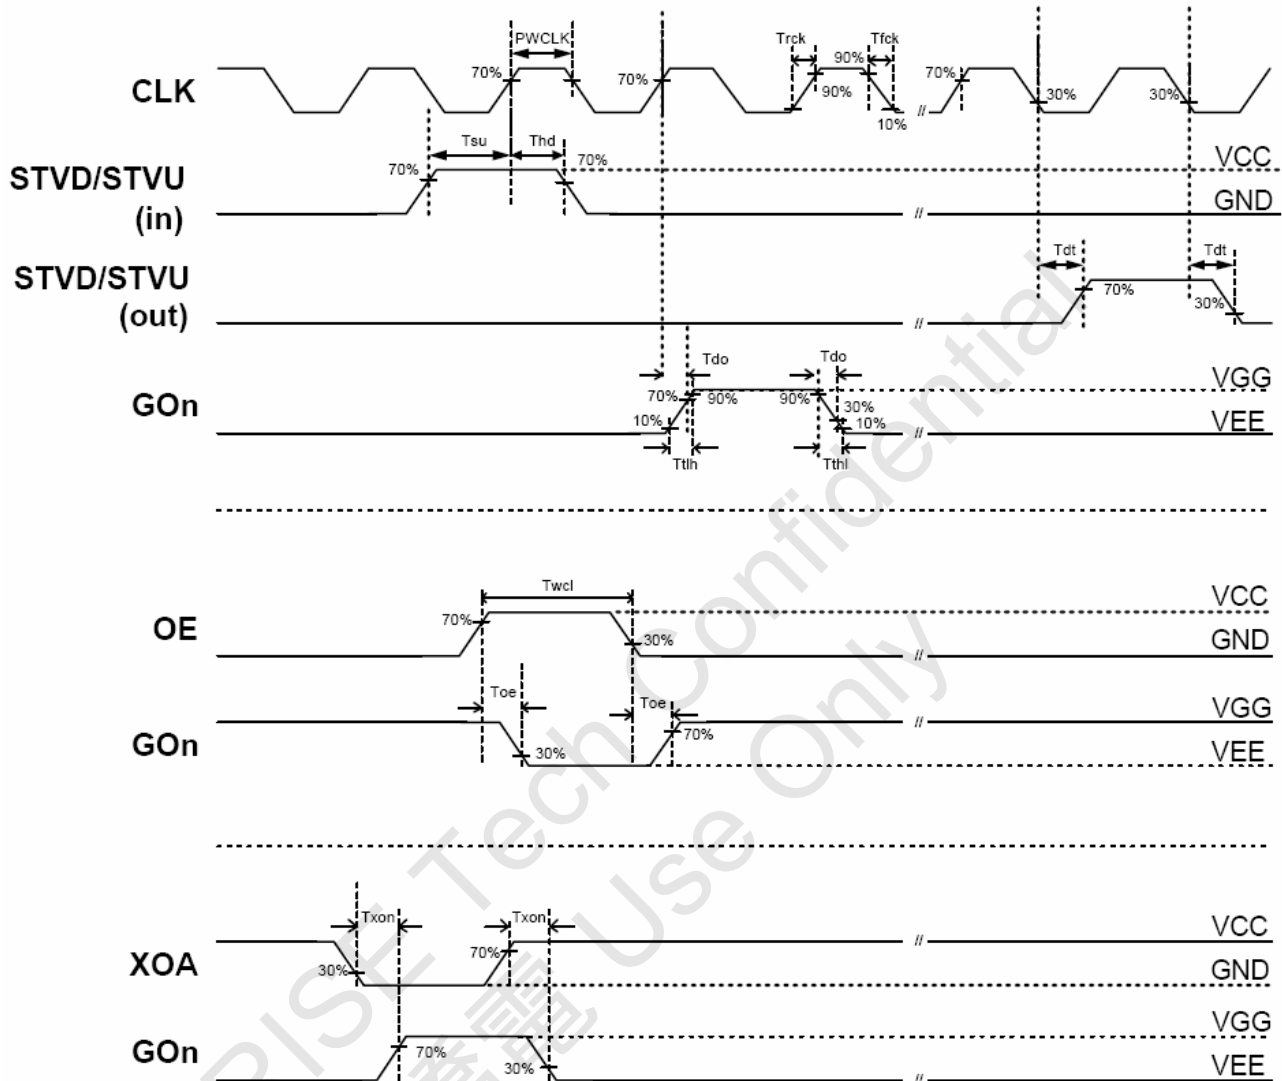 PWCLK
Trck
Tfck
CLK
70%
70%
90%
90%
10%
70%
30%
30%
Tsu
Thd
STVD/STVU
(in)
70%
70%
VCC
GND
STVD/STVU
(out)
Tdt
Tdt
70%
30%
GOn
Tdo
Tdo
70%
90%
90%
30%
10%
10%
Ttlh
Tthl
VGG
VEE
Twcl
OE
70%
30%
VCC
GND
GOn
Toe
Toe
30%
70%
VGG
VEE
Txon
Txon
XOA
30%
70%
VCC
GND
GOn
70%
30%
VGG
VEE
RISE Tech Confidential
Use Only